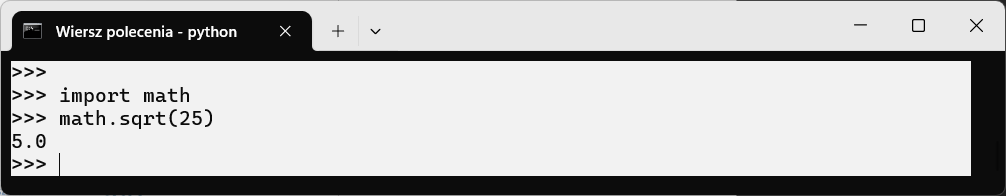 Wiersz polecenia - python
>>>
>>> import math
>>> math.sqrt(25)
5.0
>>>